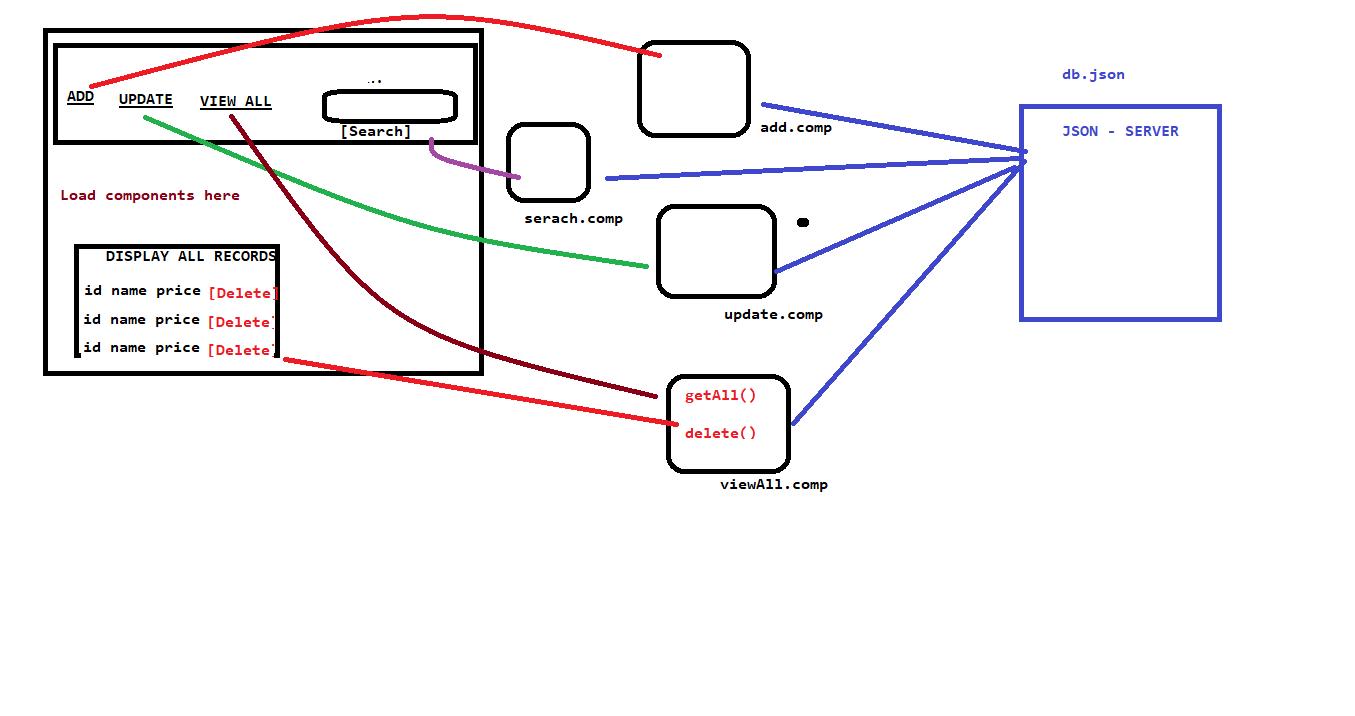 db.json
ADD UPDATE VIEW ALL
[Search]
add.comp
JSON - SERVER
Load components here
serach.comp
DISPLAY ALL RECORDS
id name price [Delete]
id name price [Delete]
id name price [Delete]
update.comp
getAll()
delete()
viewAll.comp